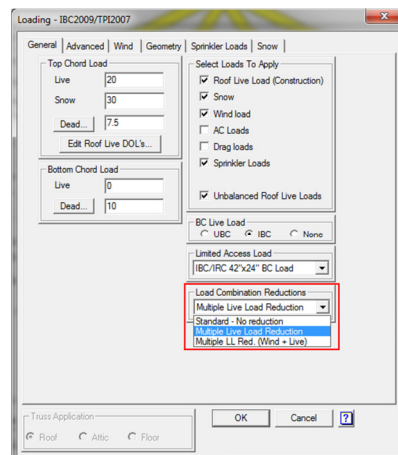 Loading - IBC2009/TPI2007
x
General Advanced Wind Geometry Sprinkler Loads Snow
Top Chord Load
Live 20
Snow 30
Dead... 7.5
Edit Roof Live DOL's...
Bottom Chord Load
Live 0
Dead... 10
Select Loads To Apply
Roof Live Load (Construction)
Snow
Wind load
AC Loads
Drag loads
Sprinkler Loads
Unbalanced Roof Live Loads
BC Live Load
UBC IBC None
Limited Access Load
IBC/IRC 42"x24" BC Load
Load Combination Reductions
Multiple Live Load Reduction
Standard - No reduction
Multiple Live Load Reduction
Multiple LL Red. (Wind + Live)
Truss Application
Roof Attic Floor
OK Cancel ?